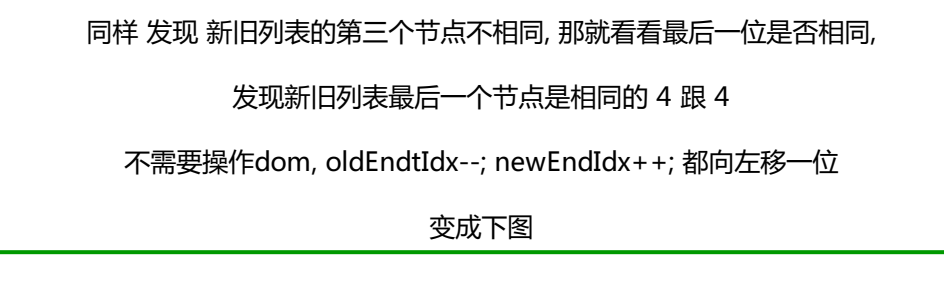 同样 发现 新旧列表的第三个节点不相同, 那就看看最后一位是否相同,
发现新旧列表最后一个节点是相同的 4 跟 4
不需要操作dom, oldEndtIdx--; newEndIdx++; 都向左移一位
变成下图